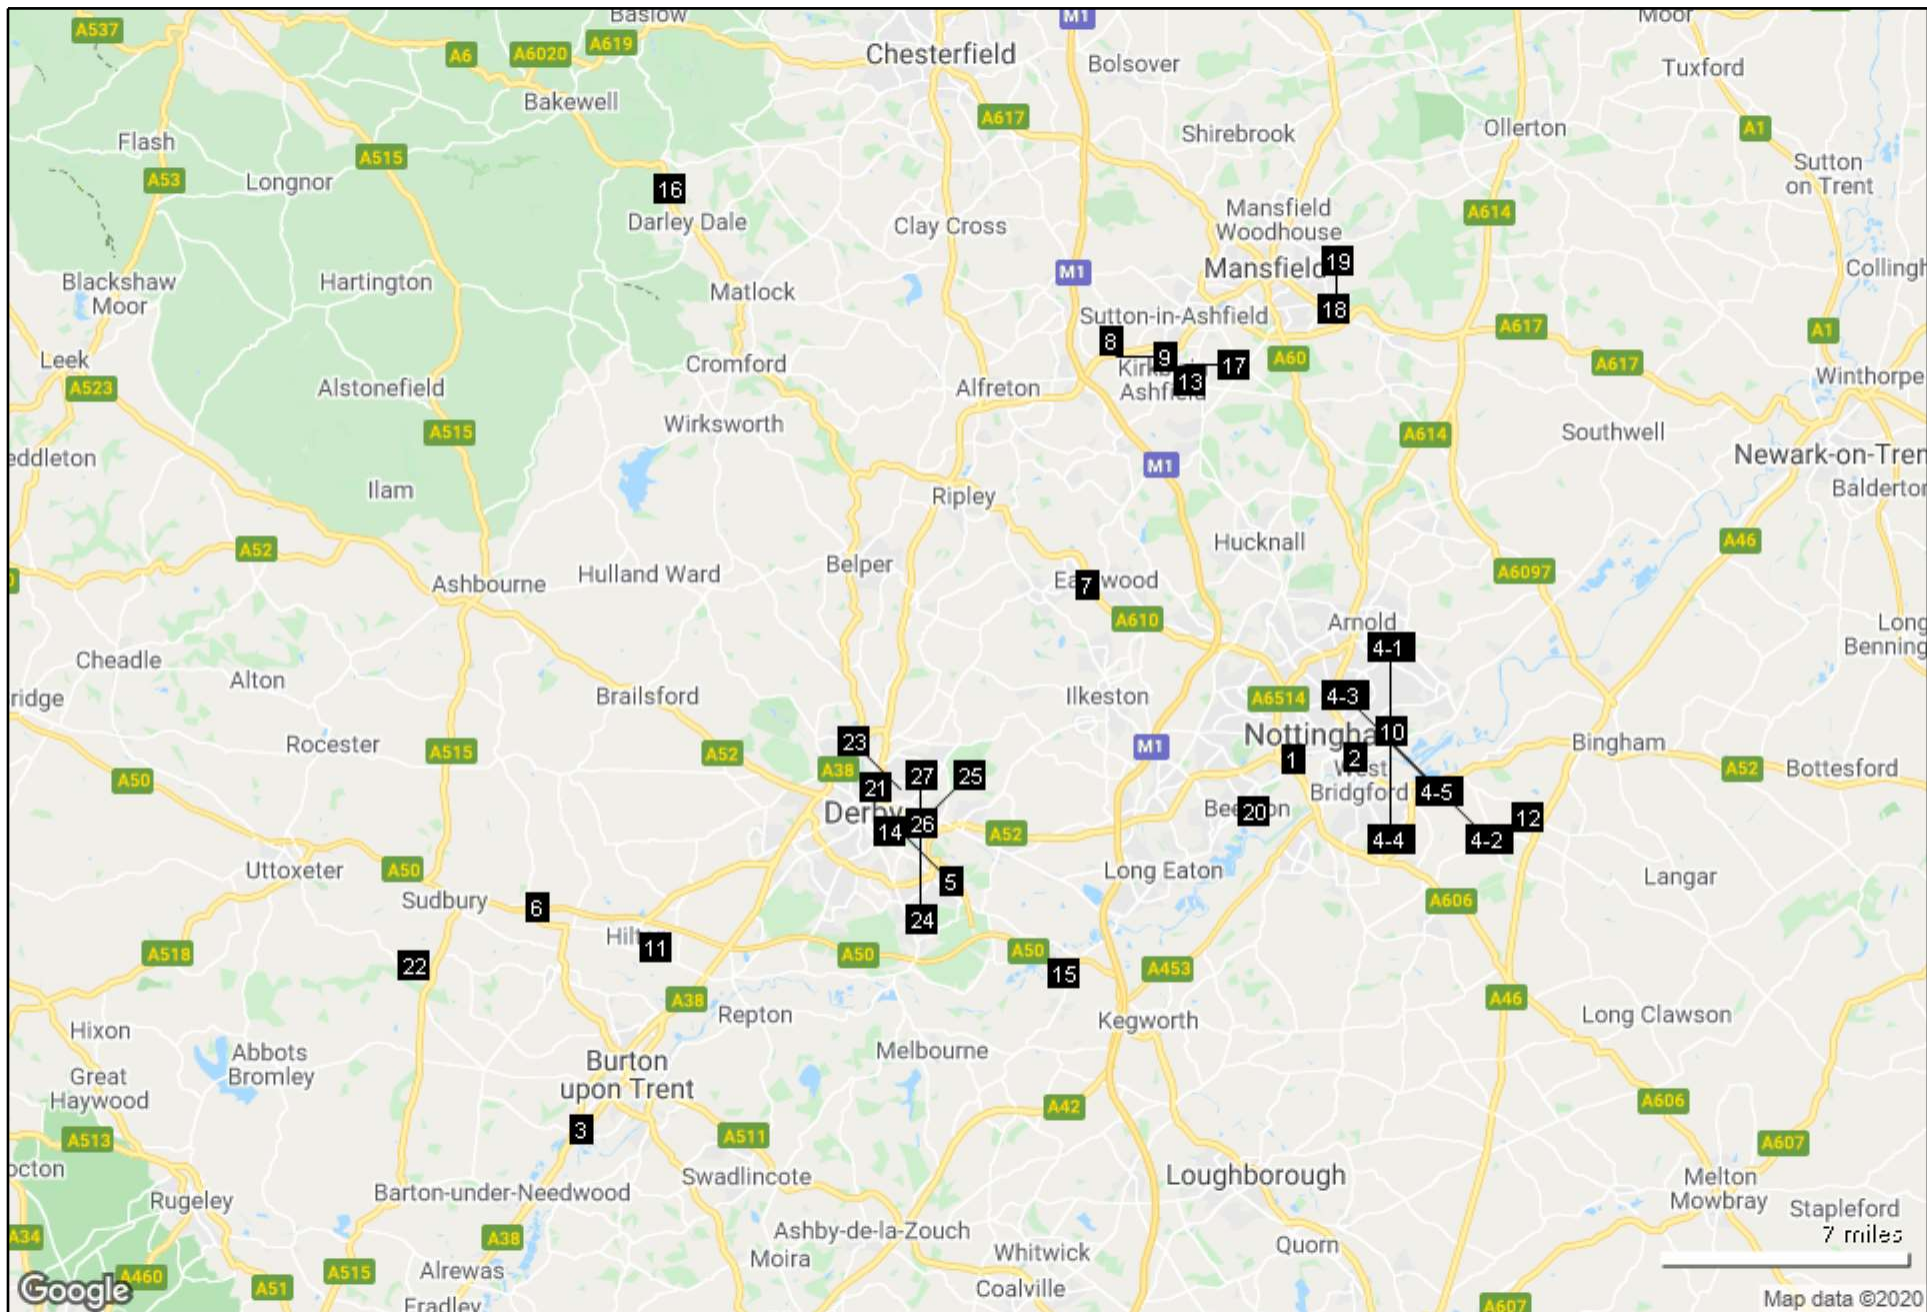 A537
Baslow
M1
Moor
A6
A6020
A619
Chesterfield
Bolsover
Tuxford
Bakewell
A617
Shirebrook
Ollerton
A1
Flash
A515
Sutton
on Trent
A53
Longnor
16
Darley Dale
Clay Cross
Mansfield
Woodhouse
A614
Blackshaw
Moor
Hartington
Matlock
M1
Mansfield
19
Collingh
18
Sutton-in-Ashfield
A617
A1
Leek
8
9
17
A60
A617
Cromford
13
A523
Alstonefield
Alfreton
Ashfield
Winthorpe
Wirksworth
A515
A614
Southwell
eddleton
M1
Newark-on-Tren
Ilam
Ripley
Balderton
A52
Hucknall
A46
Ashbourne
Hulland Ward
Belper
7
A6097
A610
Arnold
Long
Benning
Cheadle
4-1
Alton
ridge
Brailsford
Ilkeston
A6514
4-3
Rocester
A515
A52
23
M1
Nottingha
10
Bingham
1
2
West
Bridgford
A50
A38
21
27
25
A52
Bottesford
4-5
Derby
26
14
A52
20
12
4-4
4-2
Uttoxeter
A50
5
Long Eaton
Langar
Sudbury
6
24
A606
Hilt
11
A518
22
A50
A50
15
A453
A38
Repton
A46
Long Clawson
Hixon
Kegworth
Abbots
Bromley
Burton
upon Trent
Melbourne
Great
Haywood
A42
A606
3
A513
A511
A607
octon
Swadlincote
Loughborough
Melton
Mowbray
Rugeley
Barton-under-Needwood
Stapleford
A34
A38
Ashby-de-la-Zouch
7 miles
Moira
Whitwick
Quorn
Google
A460
A51
A515
Alrewas
Coalville
Fradley
A607
Map data ©2020